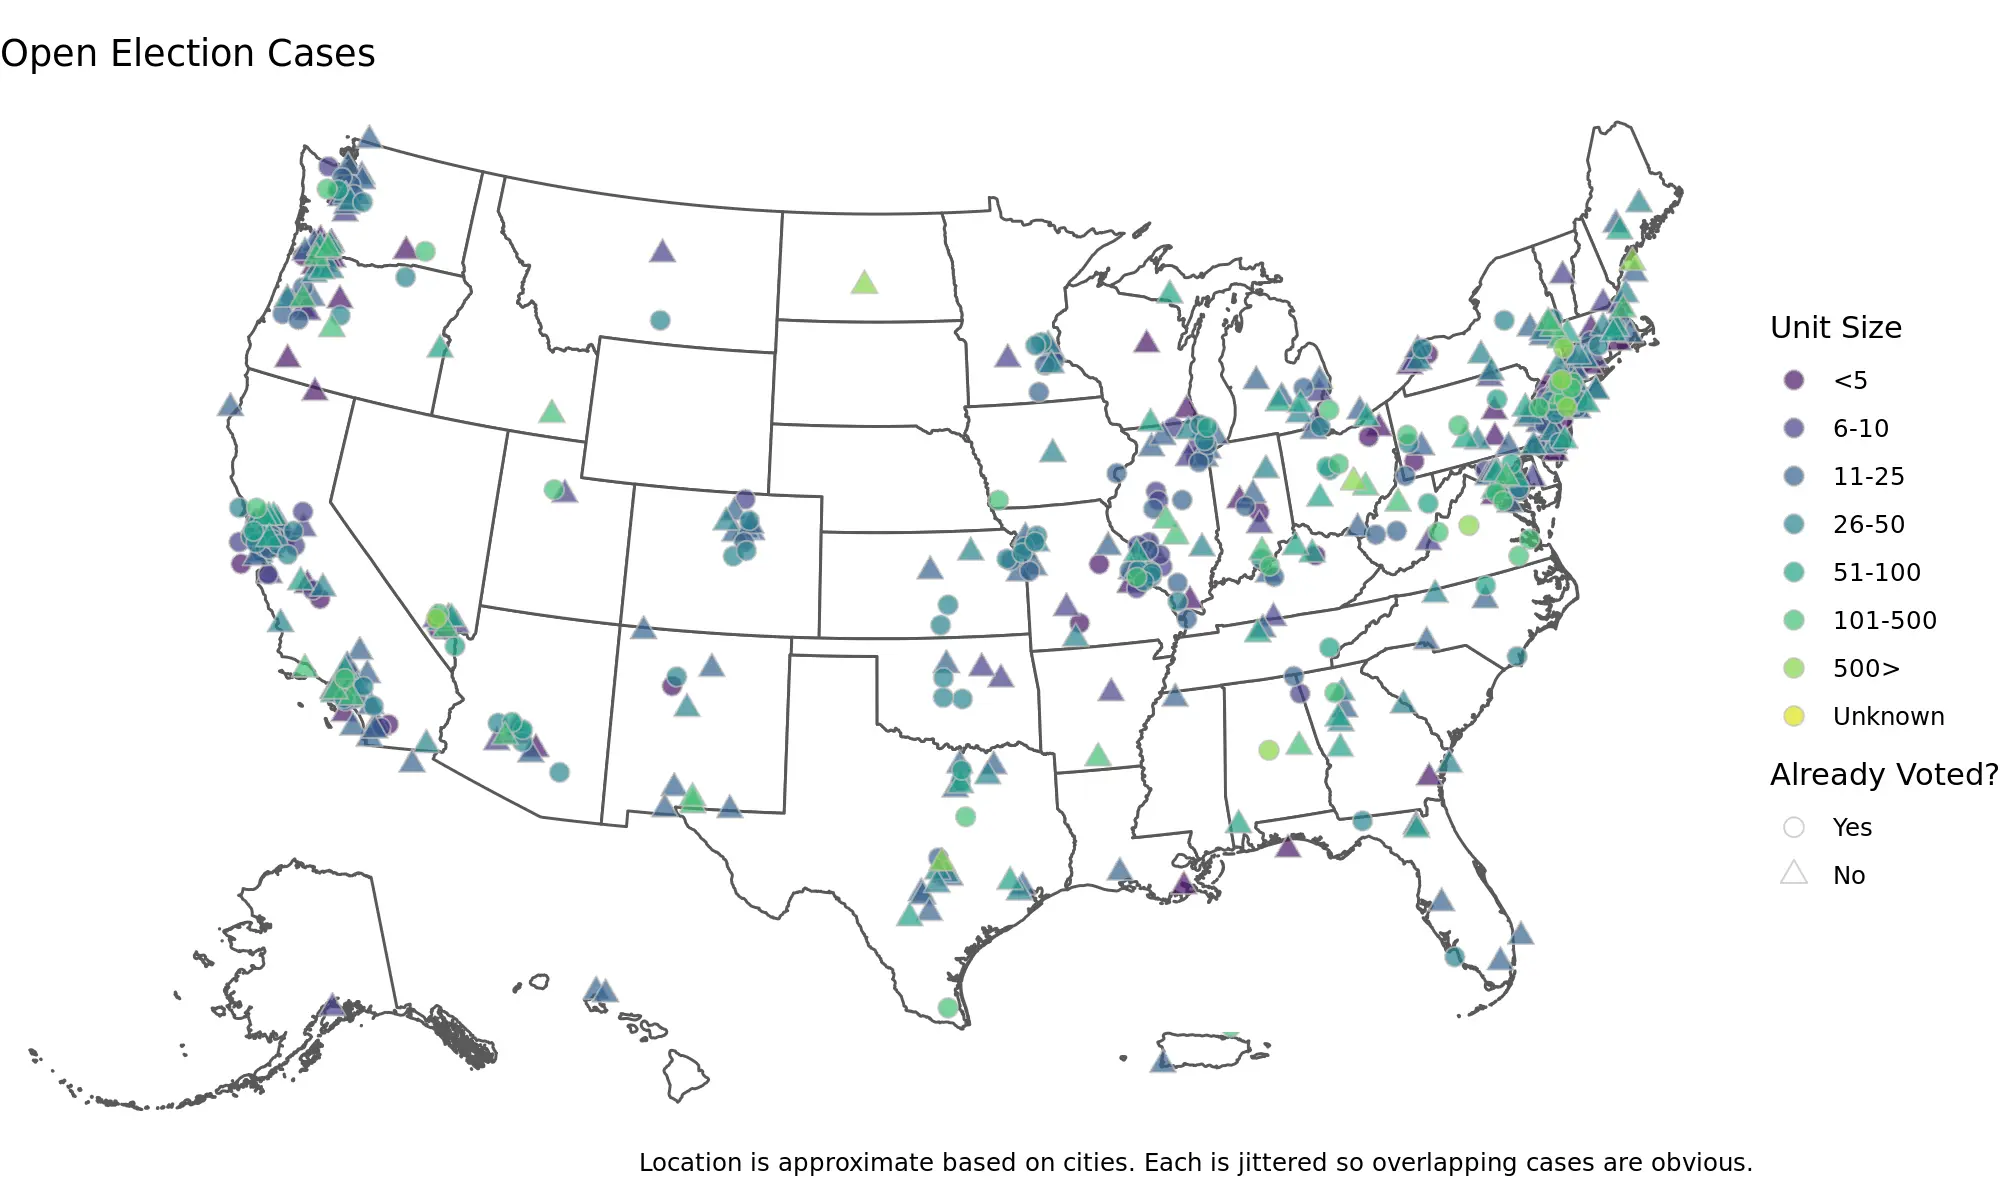 Open Election Cases
Unit Size
<5
6-10
11-25
26-50
51-100
101-500
500>
Unknown
Already Voted?
Yes
No
Location is approximate based on cities. Each is jittered so overlapping cases are obvious.